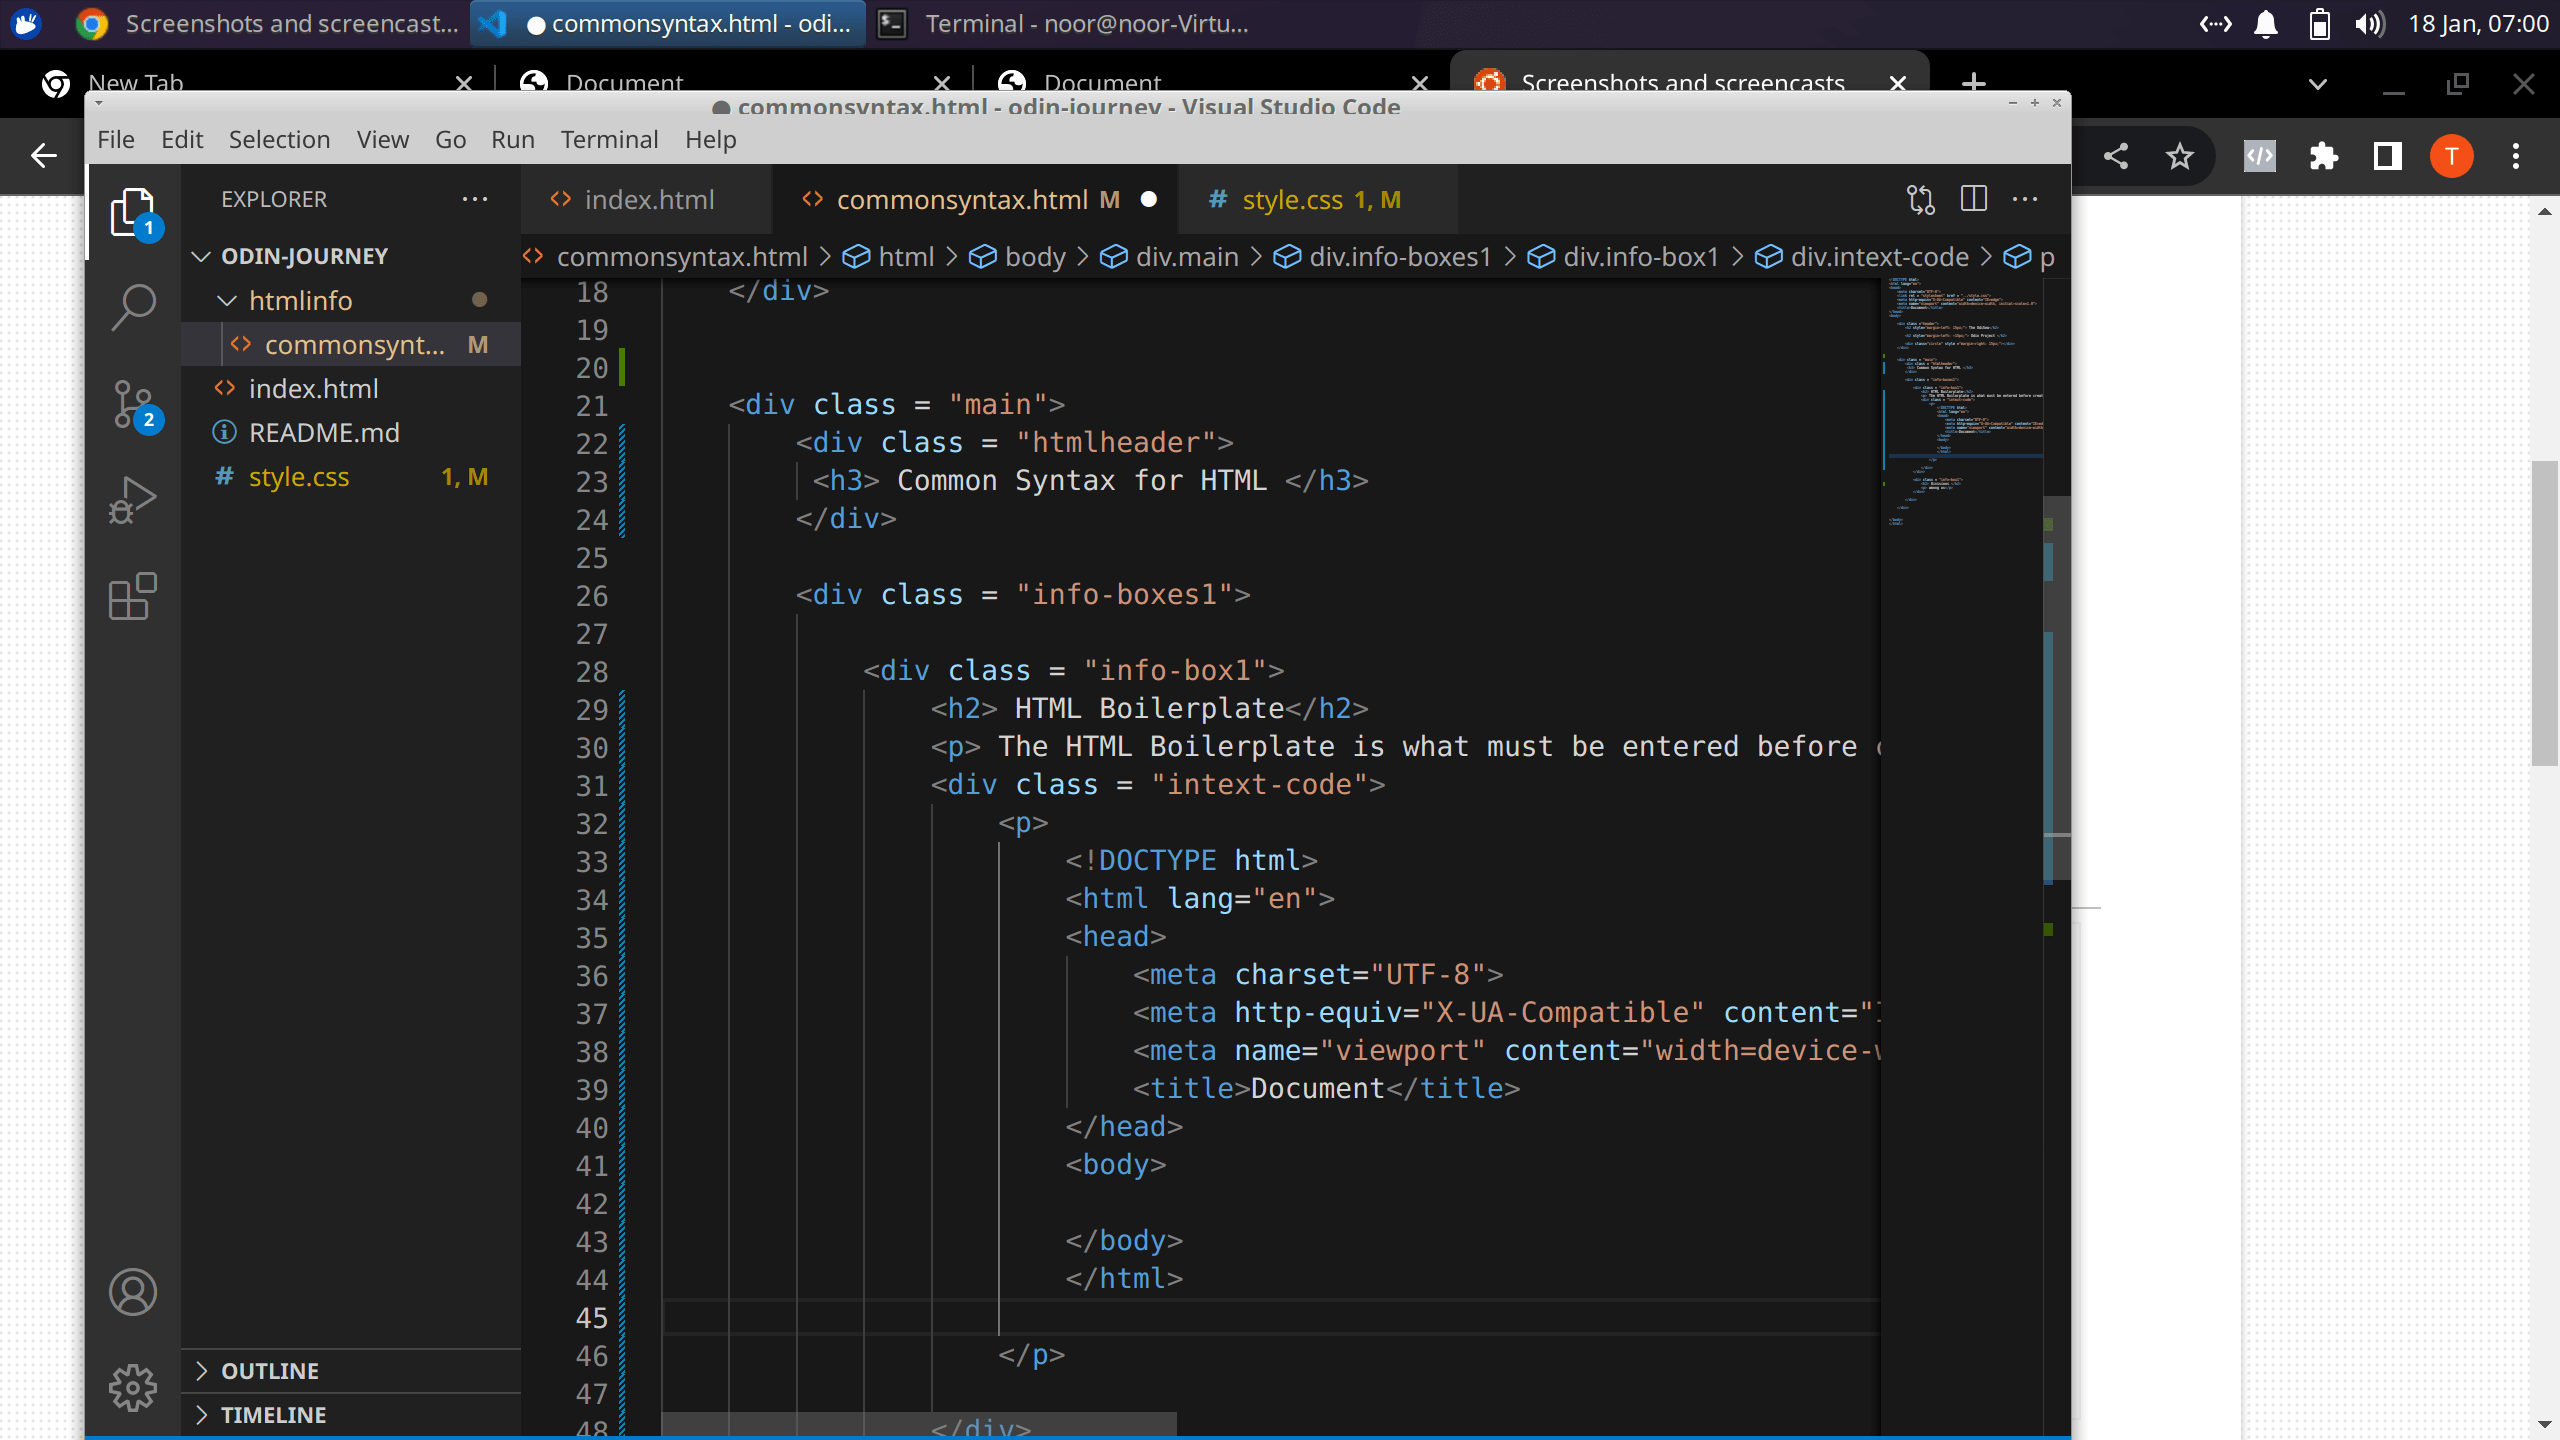 Screenshots and screencast...
commonsyntax.html - odi...
Terminal - noor@noor-Virtu...
18 Jan, 07:00
New Tab
Document
Document
Screenshots and screencasts
commonsyntax.html - odin-journey - Visual Studio Code
File Edit Selection View Go Run Terminal Help
T
EXPLORER
index.html
commonsyntax.html M
# style.css 1, M
commonsyntax.html > html > body > div.main > div.info-boxes1 > div.info-box1 > div.intext-code > p
1
2
ODIN-JOURNEY
htmlinfo
commonsynt... M
index.html
README.md
# style.css 1, M
OUTLINE
TIMELINE
18 </div>
19
20
21 <div class = "main">
22 <div class = "htmlheader">
23 <h3> Common Syntax for HTML </h3>
24 </div>
25
26 <div class = "info-boxes1">
27
28 <div class = "info-box1">
29 <h2> HTML Boilerplate</h2>
30 <p> The HTML Boilerplate is what must be entered before
31 <div class = "intext-code">
32 <p>
33 <!DOCTYPE html>
34 <html lang="en">
35 <head>
36 <meta charset="UTF-8">
37 <meta http-equiv="X-UA-Compatible" content="
38 <meta name="viewport" content="width=device-
39 <title>Document</title>
40 </head>
41 <body>
42
43 </body>
44 </html>
45
46 </p>
47
48 </div>